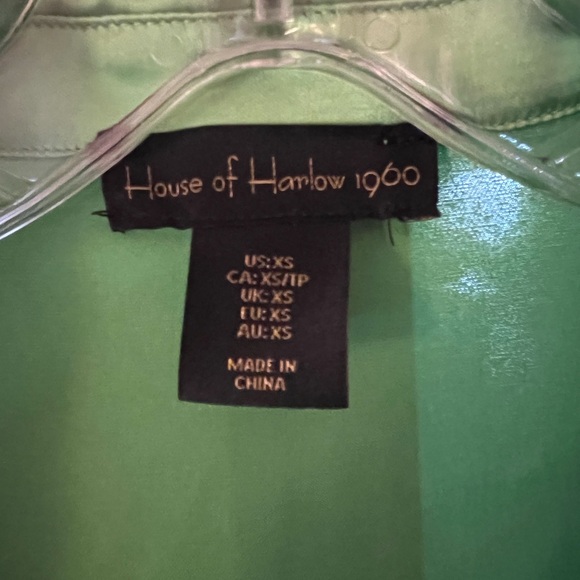 House of Harlow 1960
US: XS
CA: XS/TP
UK: XS
EU: XS
AU: XS
MADE IN
CHINA